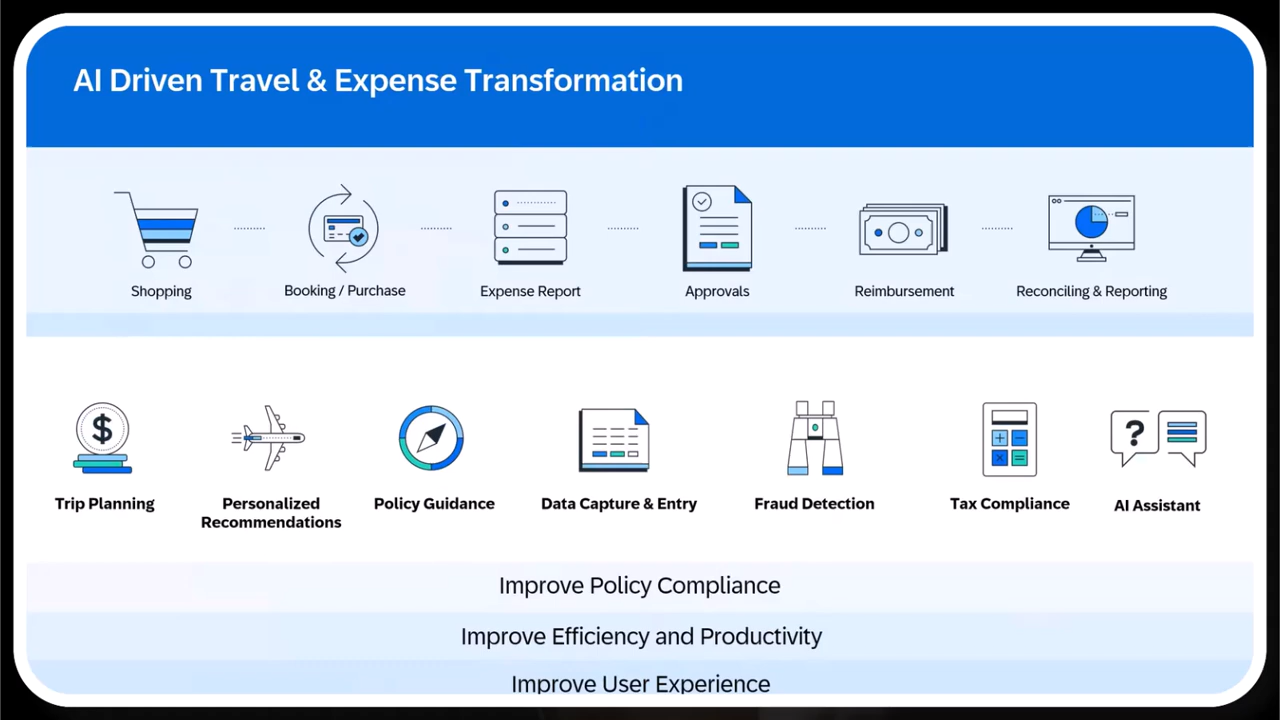 AI Driven Travel & Expense Transformation
Shopping
Booking / Purchase
Expense Report
Approvals
Reimbursement
Reconciling & Reporting
$
?
Trip Planning
Personalized
Recommendations
Policy Guidance
Data Capture & Entry
Fraud Detection
Tax Compliance
AI Assistant
Improve Policy Compliance
Improve Efficiency and Productivity
Improve User Experience